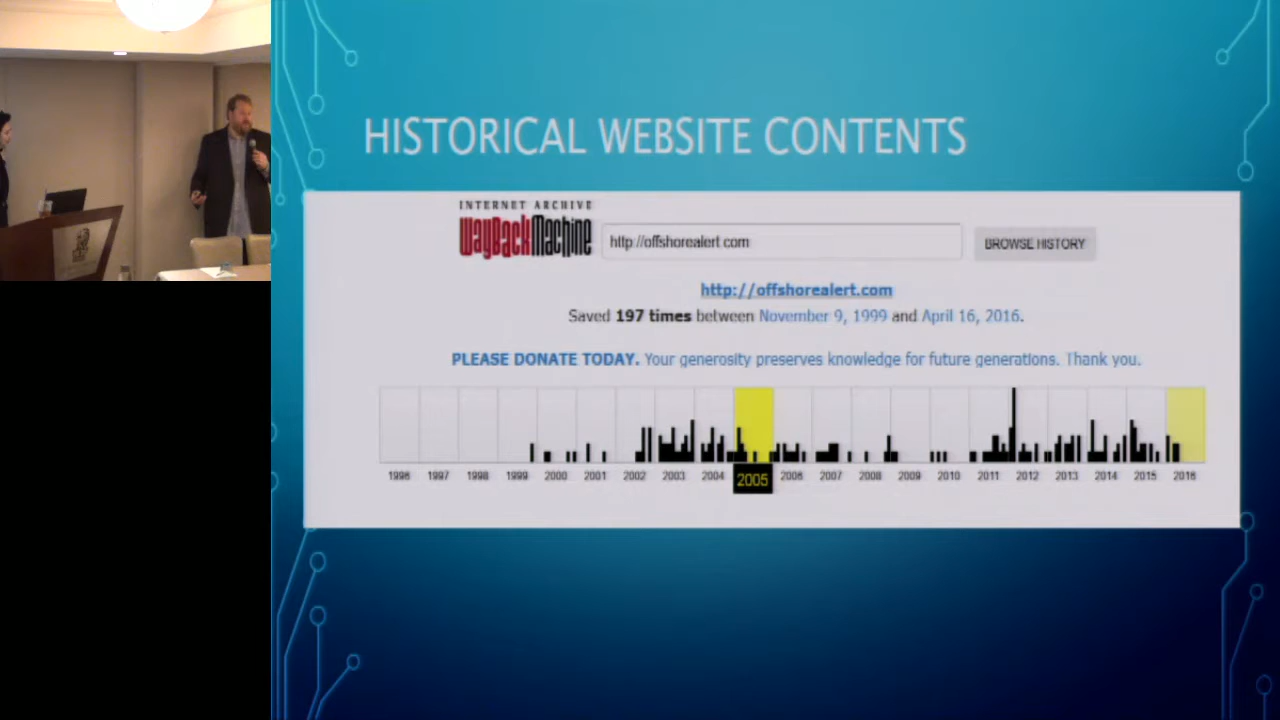 HISTORICAL WEBSITE CONTENTS
INTERNET ARCHIVE
WayBackMachine
http://offshorealert.com
BROWSE HISTORY
http://offshorealert.com
Saved 197 times between November 9, 1999 and April 16, 2016.
PLEASE DONATE TODAY. Your generosity preserves knowledge for future generations. Thank you.
1996 1997 1998 1999 2000 2001 2002 2003 2004 2005 2006 2007 2008 2009 2010 2011 2012 2013 2014 2015 2016